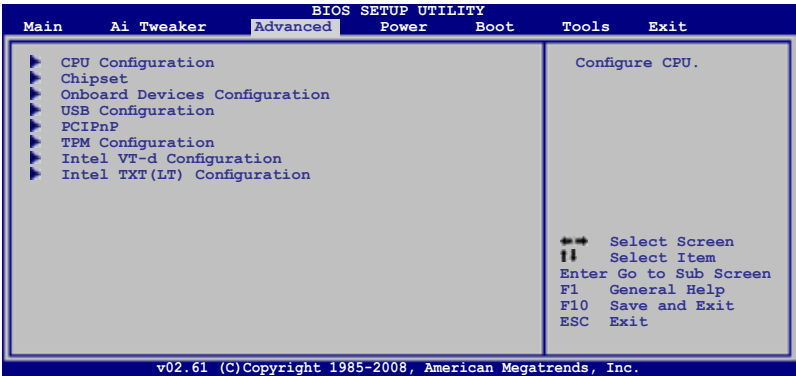 BIOS SETUP UTILITY
Main Ai Tweaker Advanced Power Boot Tools Exit
CPU Configuration
Chipset
Onboard Devices Configuration
USB Configuration
PCIPnP
TPM Configuration
Intel VT-d Configuration
Intel TXT(LT) Configuration
Configure CPU.
←→ Select Screen
↑↓ Select Item
Enter Go to Sub Screen
F1 General Help
F10 Save and Exit
ESC Exit
v02.61 (C)Copyright 1985-2008, American Megatrends, Inc.